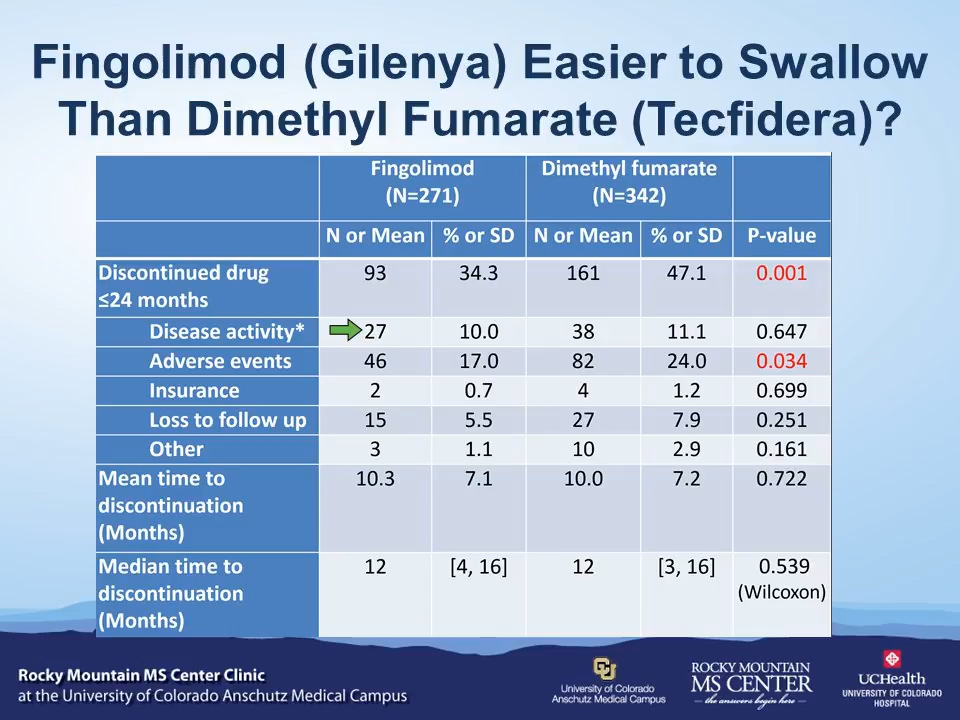 Fingolimod (Gilenya) Easier to Swallow
Than Dimethyl Fumarate (Tecfidera)?
Fingolimod (N=271) Dimethyl fumarate (N=342)
N or Mean % or SD N or Mean % or SD P-value
Discontinued drug ≤24 months 93 34.3 161 47.1 0.001
Disease activity* 27 10.0 38 11.1 0.647
Adverse events 46 17.0 82 24.0 0.034
Insurance 2 0.7 4 1.2 0.699
Loss to follow up 15 5.5 27 7.9 0.251
Other 3 1.1 10 2.9 0.161
Mean time to discontinuation (Months) 10.3 7.1 10.0 7.2 0.722
Median time to discontinuation (Months) 12 [4, 16] 12 [3, 16] 0.539 (Wilcoxon)
Rocky Mountain MS Center Clinic
at the University of Colorado Anschutz Medical Campus
CU
University of Colorado
Anschutz Medical Campus
ROCKY MOUNTAIN
MS CENTER
the answers begin here
UCHealth
UNIVERSITY OF COLORADO
HOSPITAL